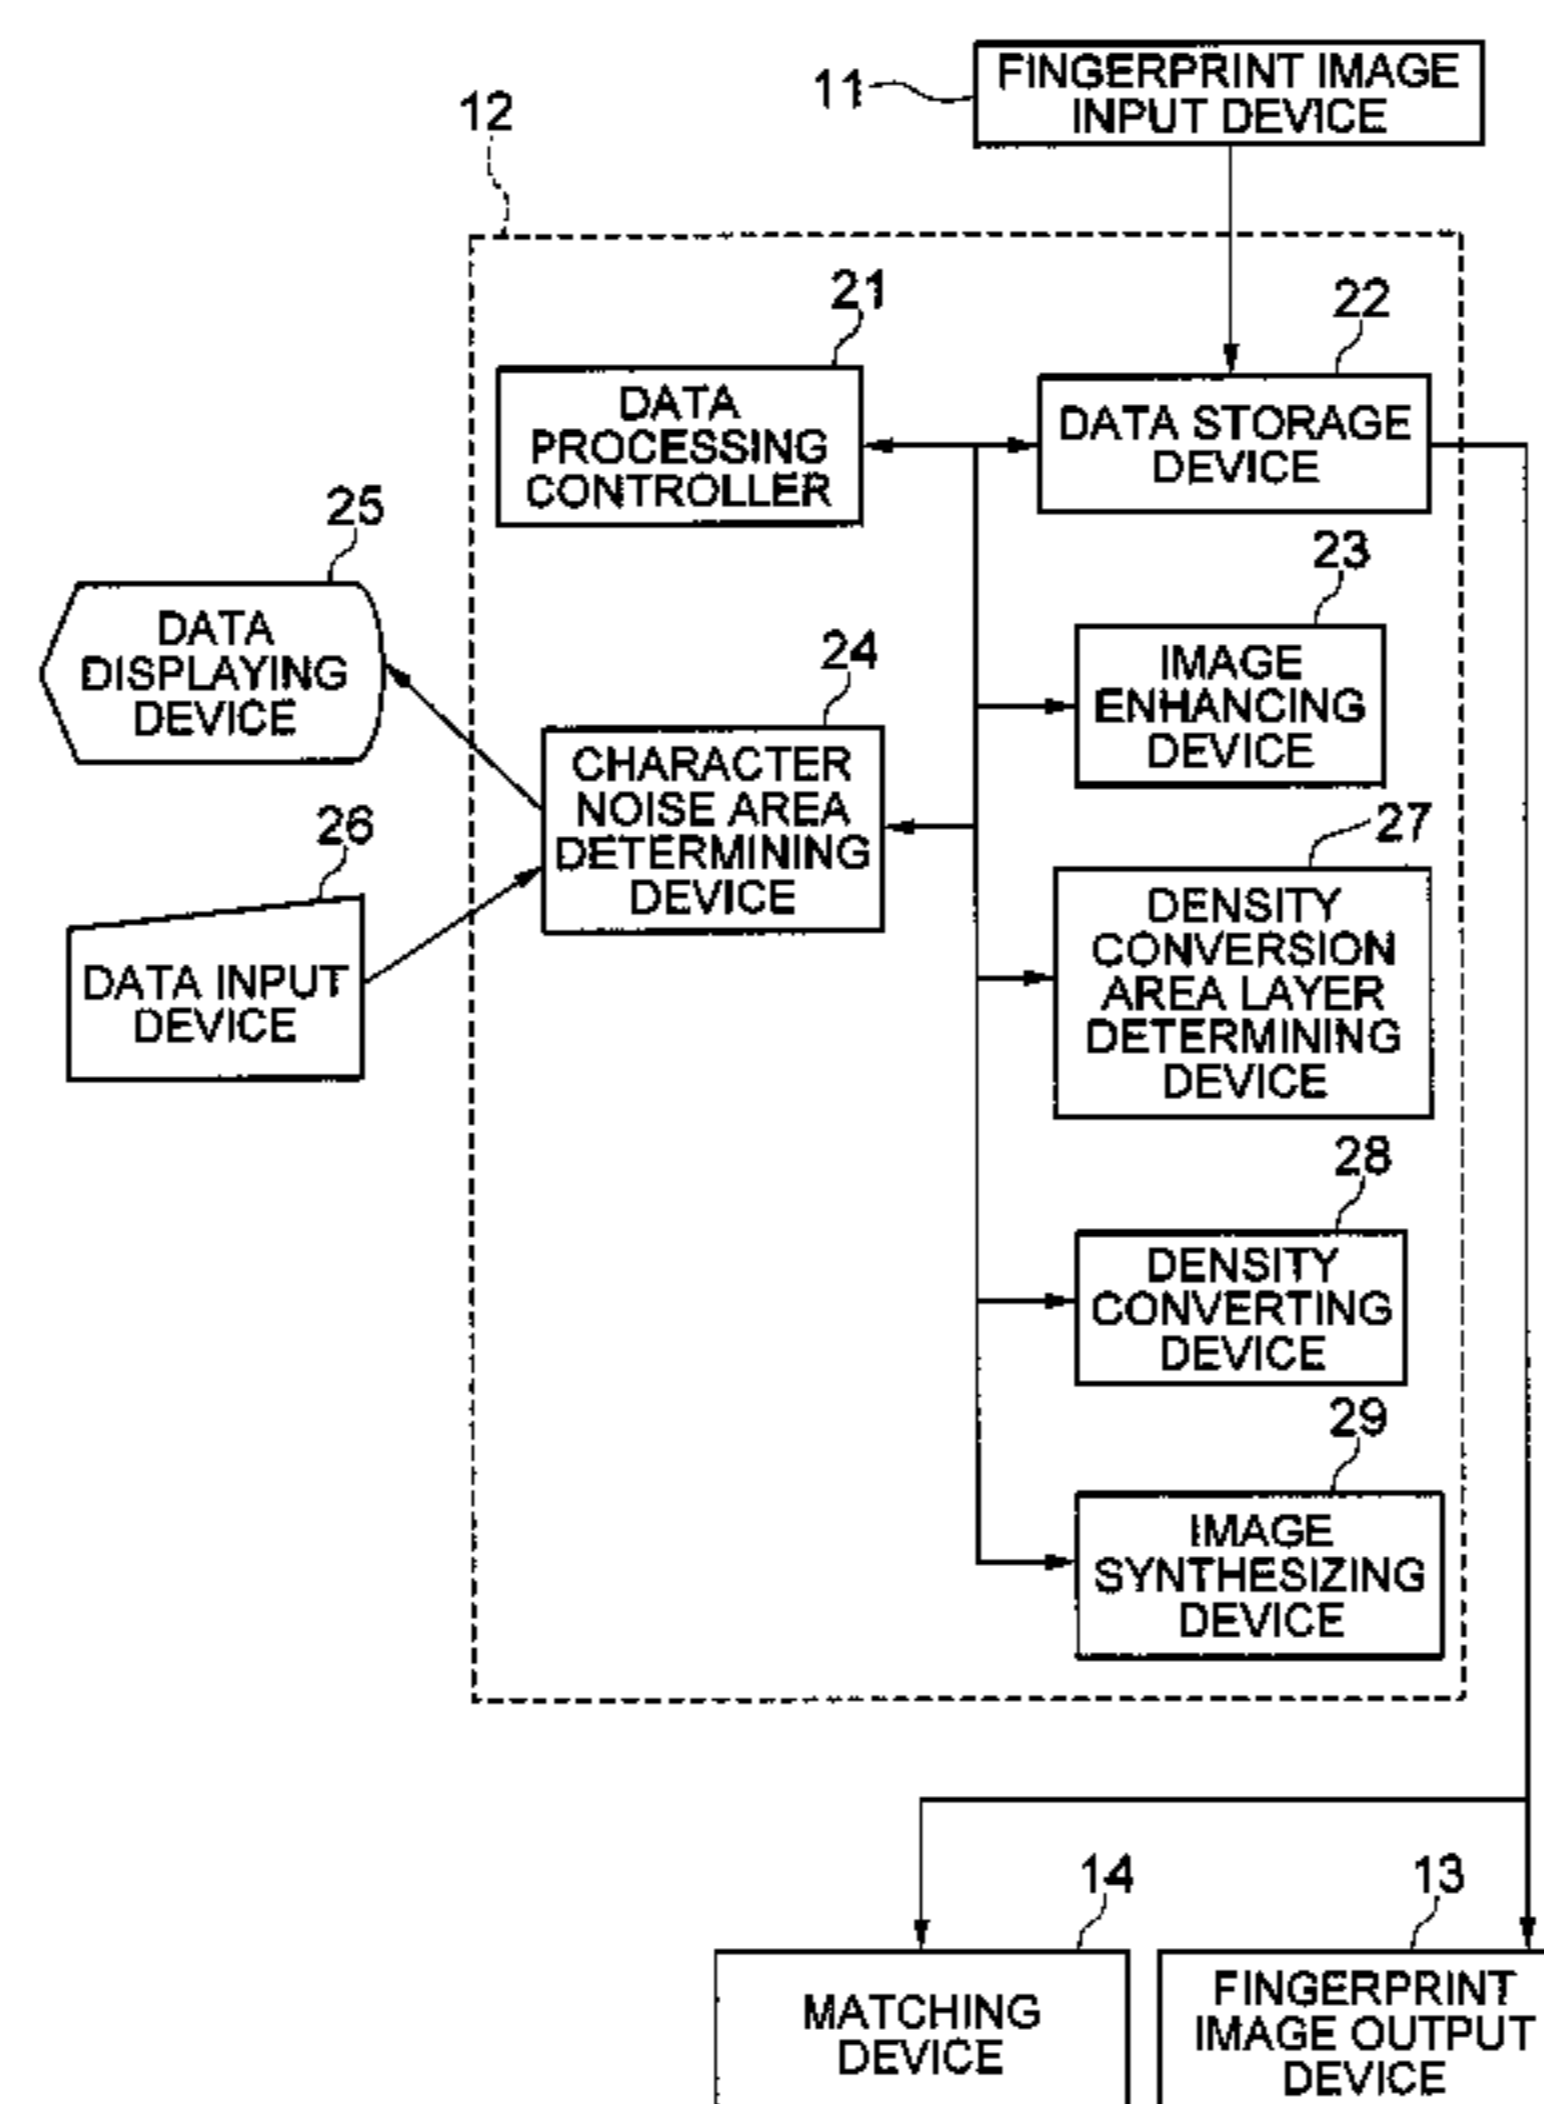 11
FINGERPRINT IMAGE
INPUT DEVICE
12
21
DATA
PROCESSING
CONTROLLER
22
DATA STORAGE
DEVICE
25
DATA
DISPLAYING
DEVICE
23
IMAGE
ENHANCING
DEVICE
24
CHARACTER
NOISE AREA
DETERMINING
DEVICE
26
DATA INPUT
DEVICE
27
DENSITY
CONVERSION
AREA LAYER
DETERMINING
DEVICE
28
DENSITY
CONVERTING
DEVICE
29
IMAGE
SYNTHESIZING
DEVICE
14
MATCHING
DEVICE
13
FINGERPRINT
IMAGE OUTPUT
DEVICE